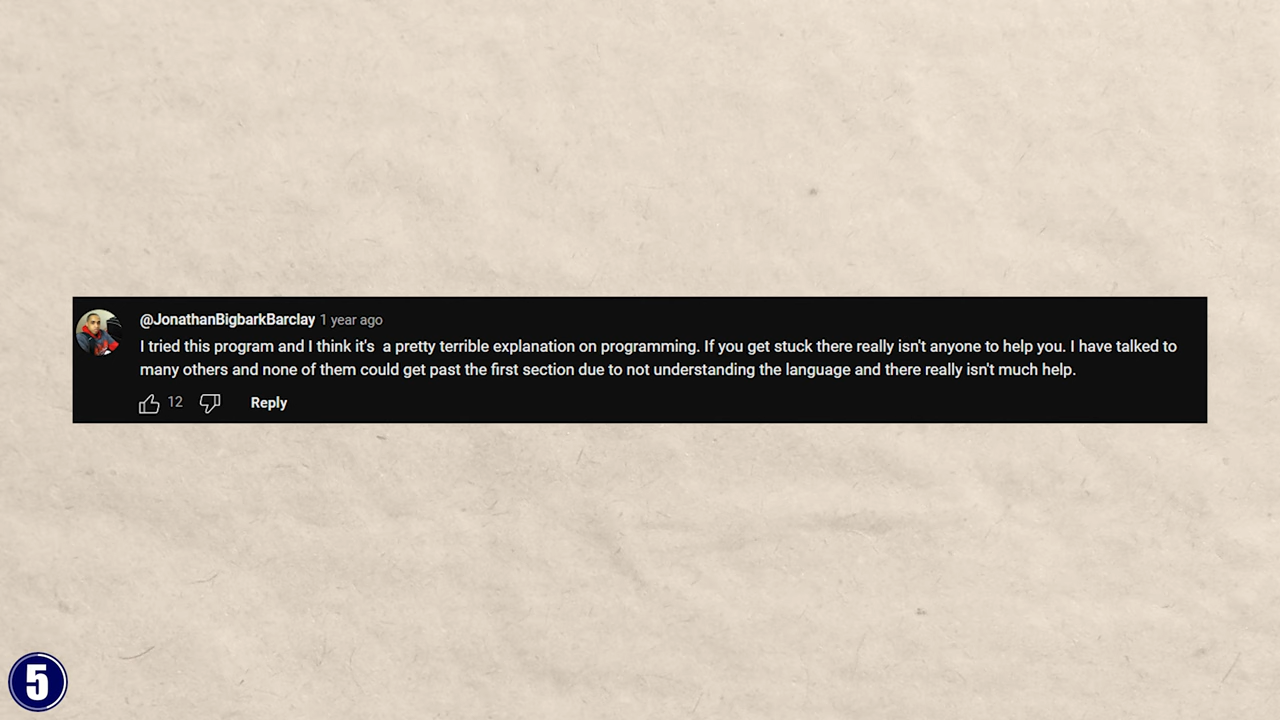 @JonathanBigbarkBarclay 1 year ago
I tried this program and I think it's  a pretty terrible explanation on programming. If you get stuck there really isn't anyone to help you. I have talked to
many others and none of them could get past the first section due to not understanding the language and there really isn't much help.
12 Reply
5